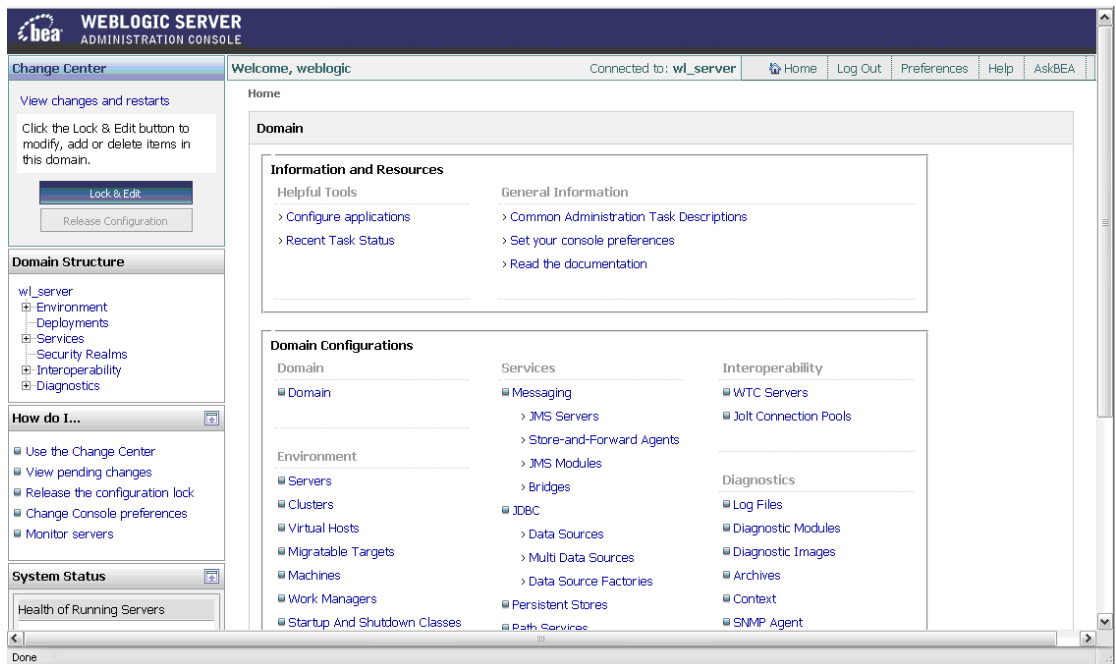 bea
WEBLOGIC SERVER
ADMINISTRATION CONSOLE
Change Center
View changes and restarts
Click the Lock & Edit button to
modify, add or delete items in
this domain.
Lock & Edit
Release Configuration
Domain Structure
wl_server
Environment
Deployments
Services
Security Realms
Interoperability
Diagnostics
How do I...
Use the Change Center
View pending changes
Release the configuration lock
Change Console preferences
Monitor servers
System Status
Health of Running Servers
Welcome, weblogic
Connected to: wl_server
Home
Log Out
Preferences
Help
AskBEA
Home
Domain
Information and Resources
Helpful Tools
> Configure applications
> Recent Task Status
General Information
> Common Administration Task Descriptions
> Set your console preferences
> Read the documentation
Domain Configurations
Domain
Domain
Environment
Servers
Clusters
Virtual Hosts
Migratable Targets
Machines
Work Managers
Startup And Shutdown Classes
Services
Messaging
> JMS Servers
> Store-and-Forward Agents
> JMS Modules
> Bridges
JDBC
> Data Sources
> Multi Data Sources
> Data Source Factories
Persistent Stores
Path Services
Interoperability
WTC Servers
Jolt Connection Pools
Diagnostics
Log Files
Diagnostic Modules
Diagnostic Images
Archives
Context
SNMP Agent
Done